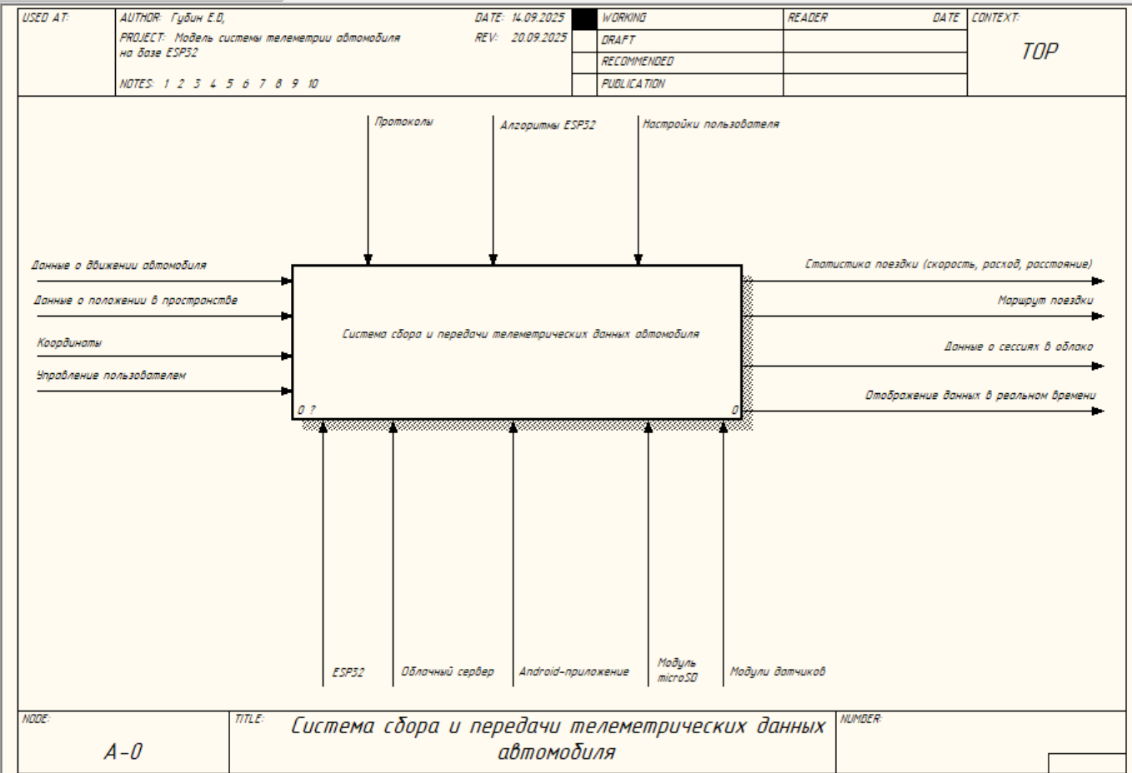 USED AT:
AUTHOR: Губин Е.В,
DATE: 14.09.2025
PROJECT: Модель системы телеметрии автомобиля
на базе ESP32
REV: 20.09.2025
NOTES: 1 2 3 4 5 6 7 8 9 10
WORKING
DRAFT
RECOMMENDED
PUBLICATION
READER
DATE
CONTEXT:
TOP
Протоколы
Алгоритмы ESP32
Настройки пользователя
Данные о движении автомобиля
Данные о положении в пространстве
Координаты
Управление пользователем
Система сбора и передачи телеметрических данных автомобиля
0 ?
0
Статистика поездки (скорость, расход, расстояние)
Маршрут поездки
Данные о сессиях в облако
Отображение данных в реальном времени
ESP32
Облачный сервер
Android-приложение
Модуль
microSD
Модули датчиков
NODE:
A-0
TITLE:
Система сбора и передачи телеметрических данных
автомобиля
NUMBER: